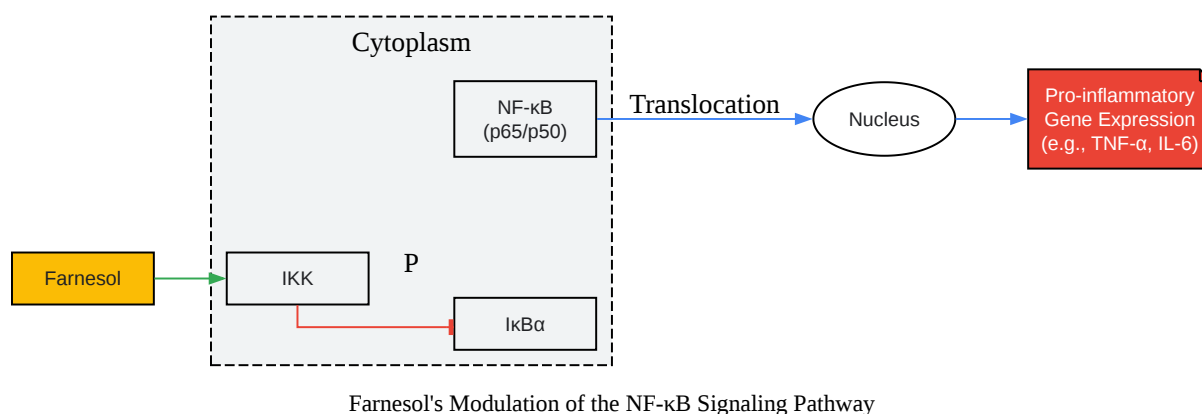 Cytoplasm
NF-κB
(p65/p50)
Translocation
Nucleus
Pro-inflammatory
Gene Expression
(e.g., TNF-α, IL-6)
Farnesol
IKK
P
IκBα
Farnesol's Modulation of the NF-κB Signaling Pathway